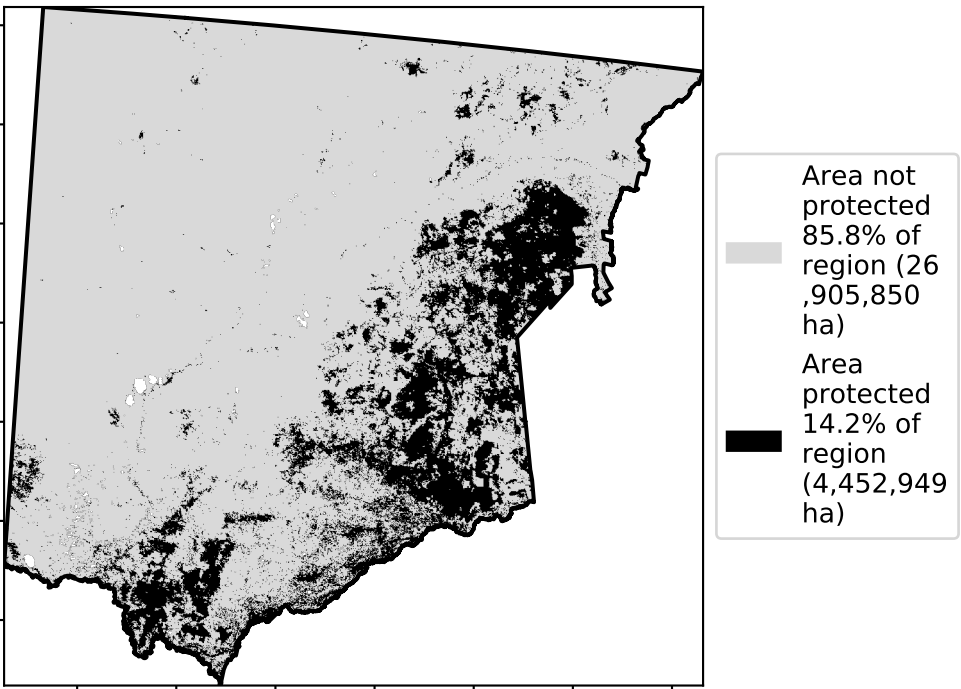 Area not
protected
85.8% of
region (26
,905,850
ha)
Area
protected
14.2% of
region
(4,452,949
ha)